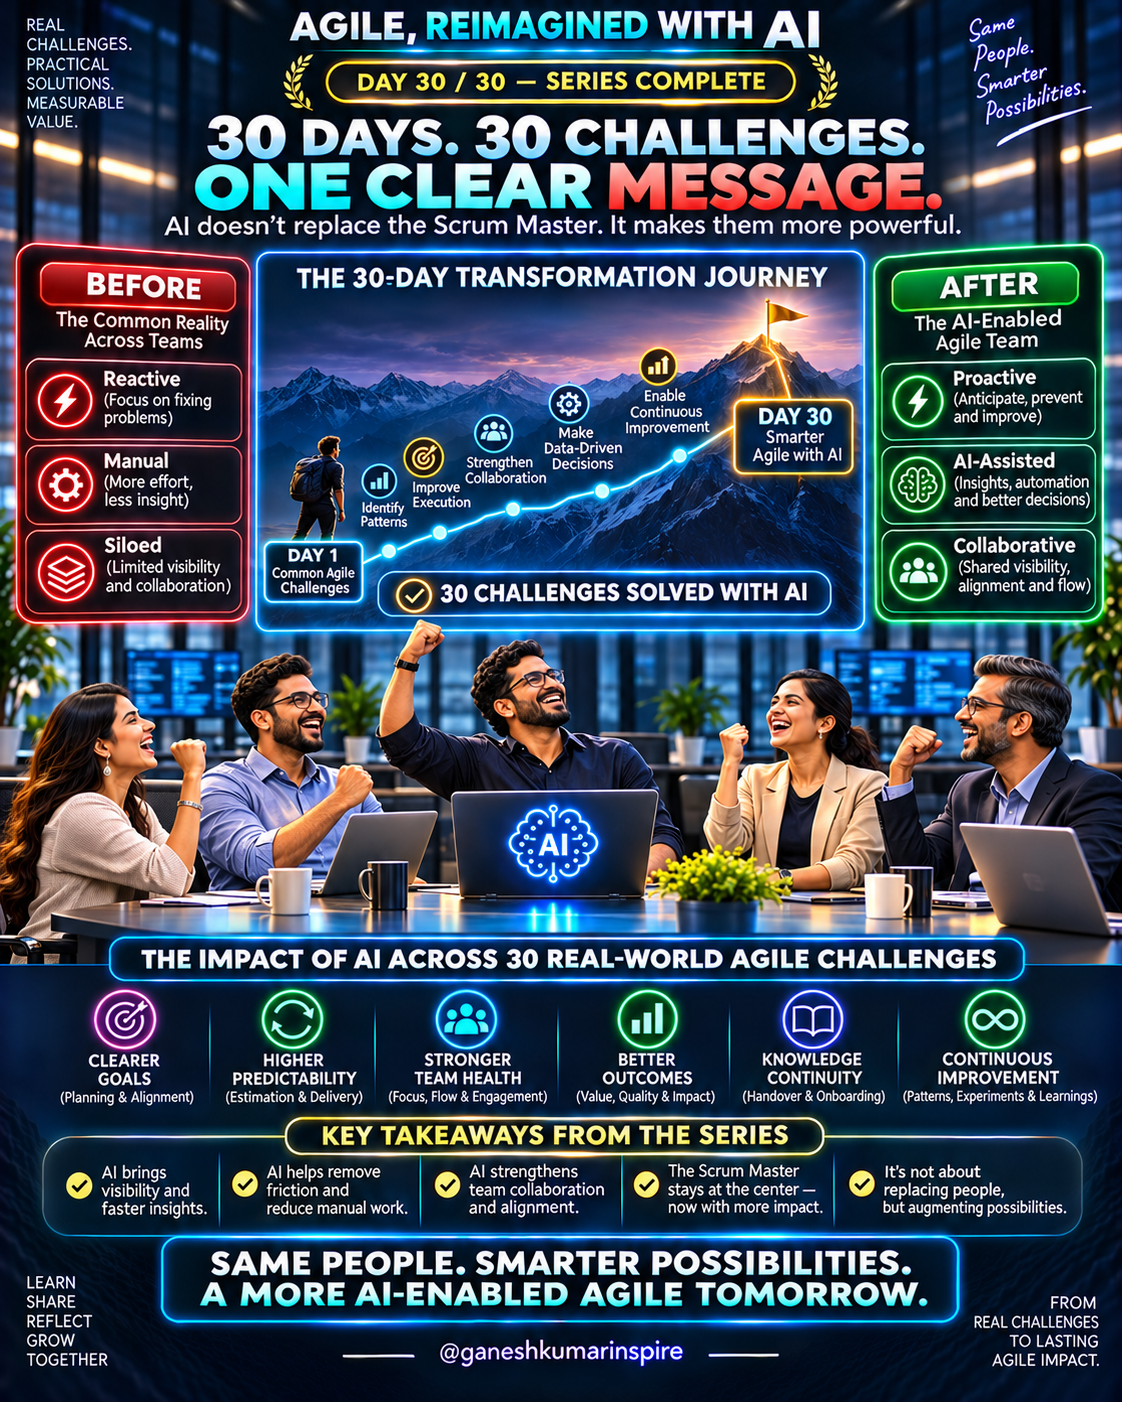 REAL
CHALLENGES.
PRACTICAL
SOLUTIONS.
MEASURABLE
VALUE.
AGILE, REIMAGINED WITH AI
DAY 30 / 30 — SERIES COMPLETE
Same
People.
Smarter
Possibilities.
30 DAYS. 30 CHALLENGES.
ONE CLEAR MESSAGE.
AI doesn't replace the Scrum Master. It makes them more powerful.
BEFORE
The Common Reality
Across Teams
Reactive
(Focus on fixing
problems)
Manual
(More effort,
less insight)
Siloed
(Limited visibility
and collaboration)
THE 30-DAY TRANSFORMATION JOURNEY
DAY 1
Common Agile
Challenges
Identify
Patterns
Improve
Execution
Strengthen
Collaboration
Make
Data-Driven
Decisions
Enable
Continuous
Improvement
DAY 30
Smarter
Agile with AI
30 CHALLENGES SOLVED WITH AI
AFTER
The AI-Enabled
Agile Team
Proactive
(Anticipate, prevent
and improve)
AI-Assisted
(Insights, automation
and better decisions)
Collaborative
(Shared visibility,
alignment and flow)
AI
THE IMPACT OF AI ACROSS 30 REAL-WORLD AGILE CHALLENGES
CLEARER
GOALS
(Planning & Alignment)
HIGHER
PREDICTABILITY
(Estimation & Delivery)
STRONGER
TEAM HEALTH
(Focus, Flow & Engagement)
BETTER
OUTCOMES
(Value, Quality & Impact)
KNOWLEDGE
CONTINUITY
(Handover & Onboarding)
CONTINUOUS
IMPROVEMENT
(Patterns, Experiments & Learnings)
KEY TAKEAWAYS FROM THE SERIES
AI brings
visibility and
faster insights.
AI helps remove
friction and
reduce manual work.
AI strengthens
team collaboration
and alignment.
The Scrum Master
stays at the center —
now with more impact.
It's not about
replacing people,
but augmenting possibilities.
SAME PEOPLE. SMARTER POSSIBILITIES.
A MORE AI-ENABLED AGILE TOMORROW.
LEARN
SHARE
REFLECT
GROW
TOGETHER
@ganeshkumarinspire
FROM
REAL CHALLENGES
TO LASTING
AGILE IMPACT.